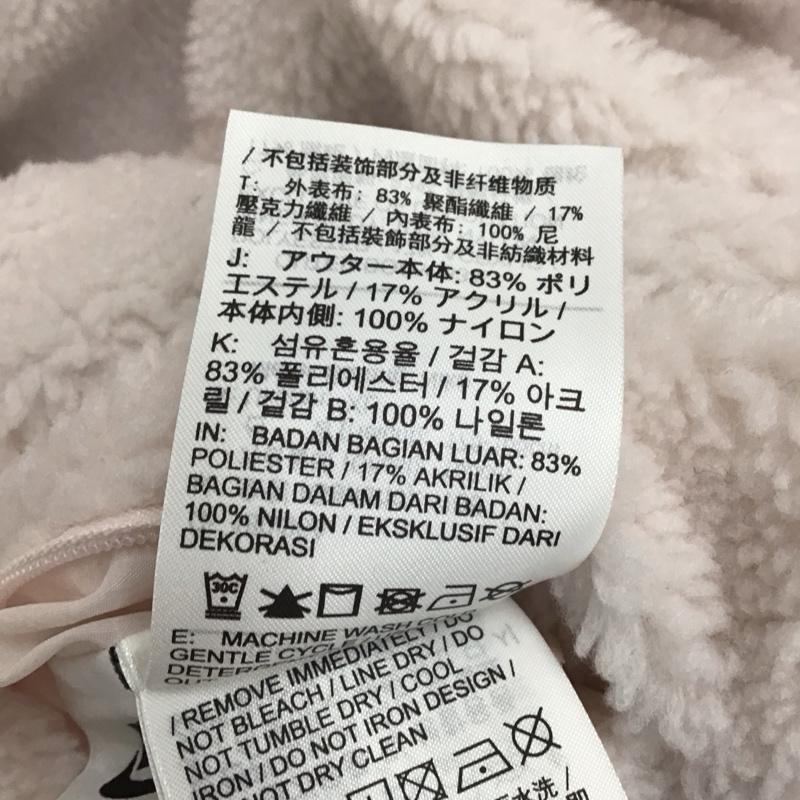 / 不包括装饰部分及非纤维物质
T: 外表布: 83% 聚酯纖維 / 17%
壓克力纖維 / 內表布: 100% 尼
龍 / 不包括裝飾部分及非紡織材料
J: アウター本体: 83% ポリ
エステル / 17% アクリル /
本体内側: 100% ナイロン
K: 섬유혼용율 / 겉감 A:
83% 폴리에스터 / 17% 아크
릴 / 겉감 B: 100% 나일론
IN: BADAN BAGIAN LUAR: 83%
POLIESTER / 17% AKRILIK /
BAGIAN DALAM DARI BADAN:
100% NILON / EKSKLUSIF DARI
DEKORASI
30C
E: MACHINE WASH
GENTLE CYCLE
/ REMOVE IMMEDIATELY / DO
NOT BLEACH / LINE DRY / DO
NOT TUMBLE DRY / COOL
IRON / DO NOT IRON DESIGN /
NOT DRY CLEAN
水洗 /